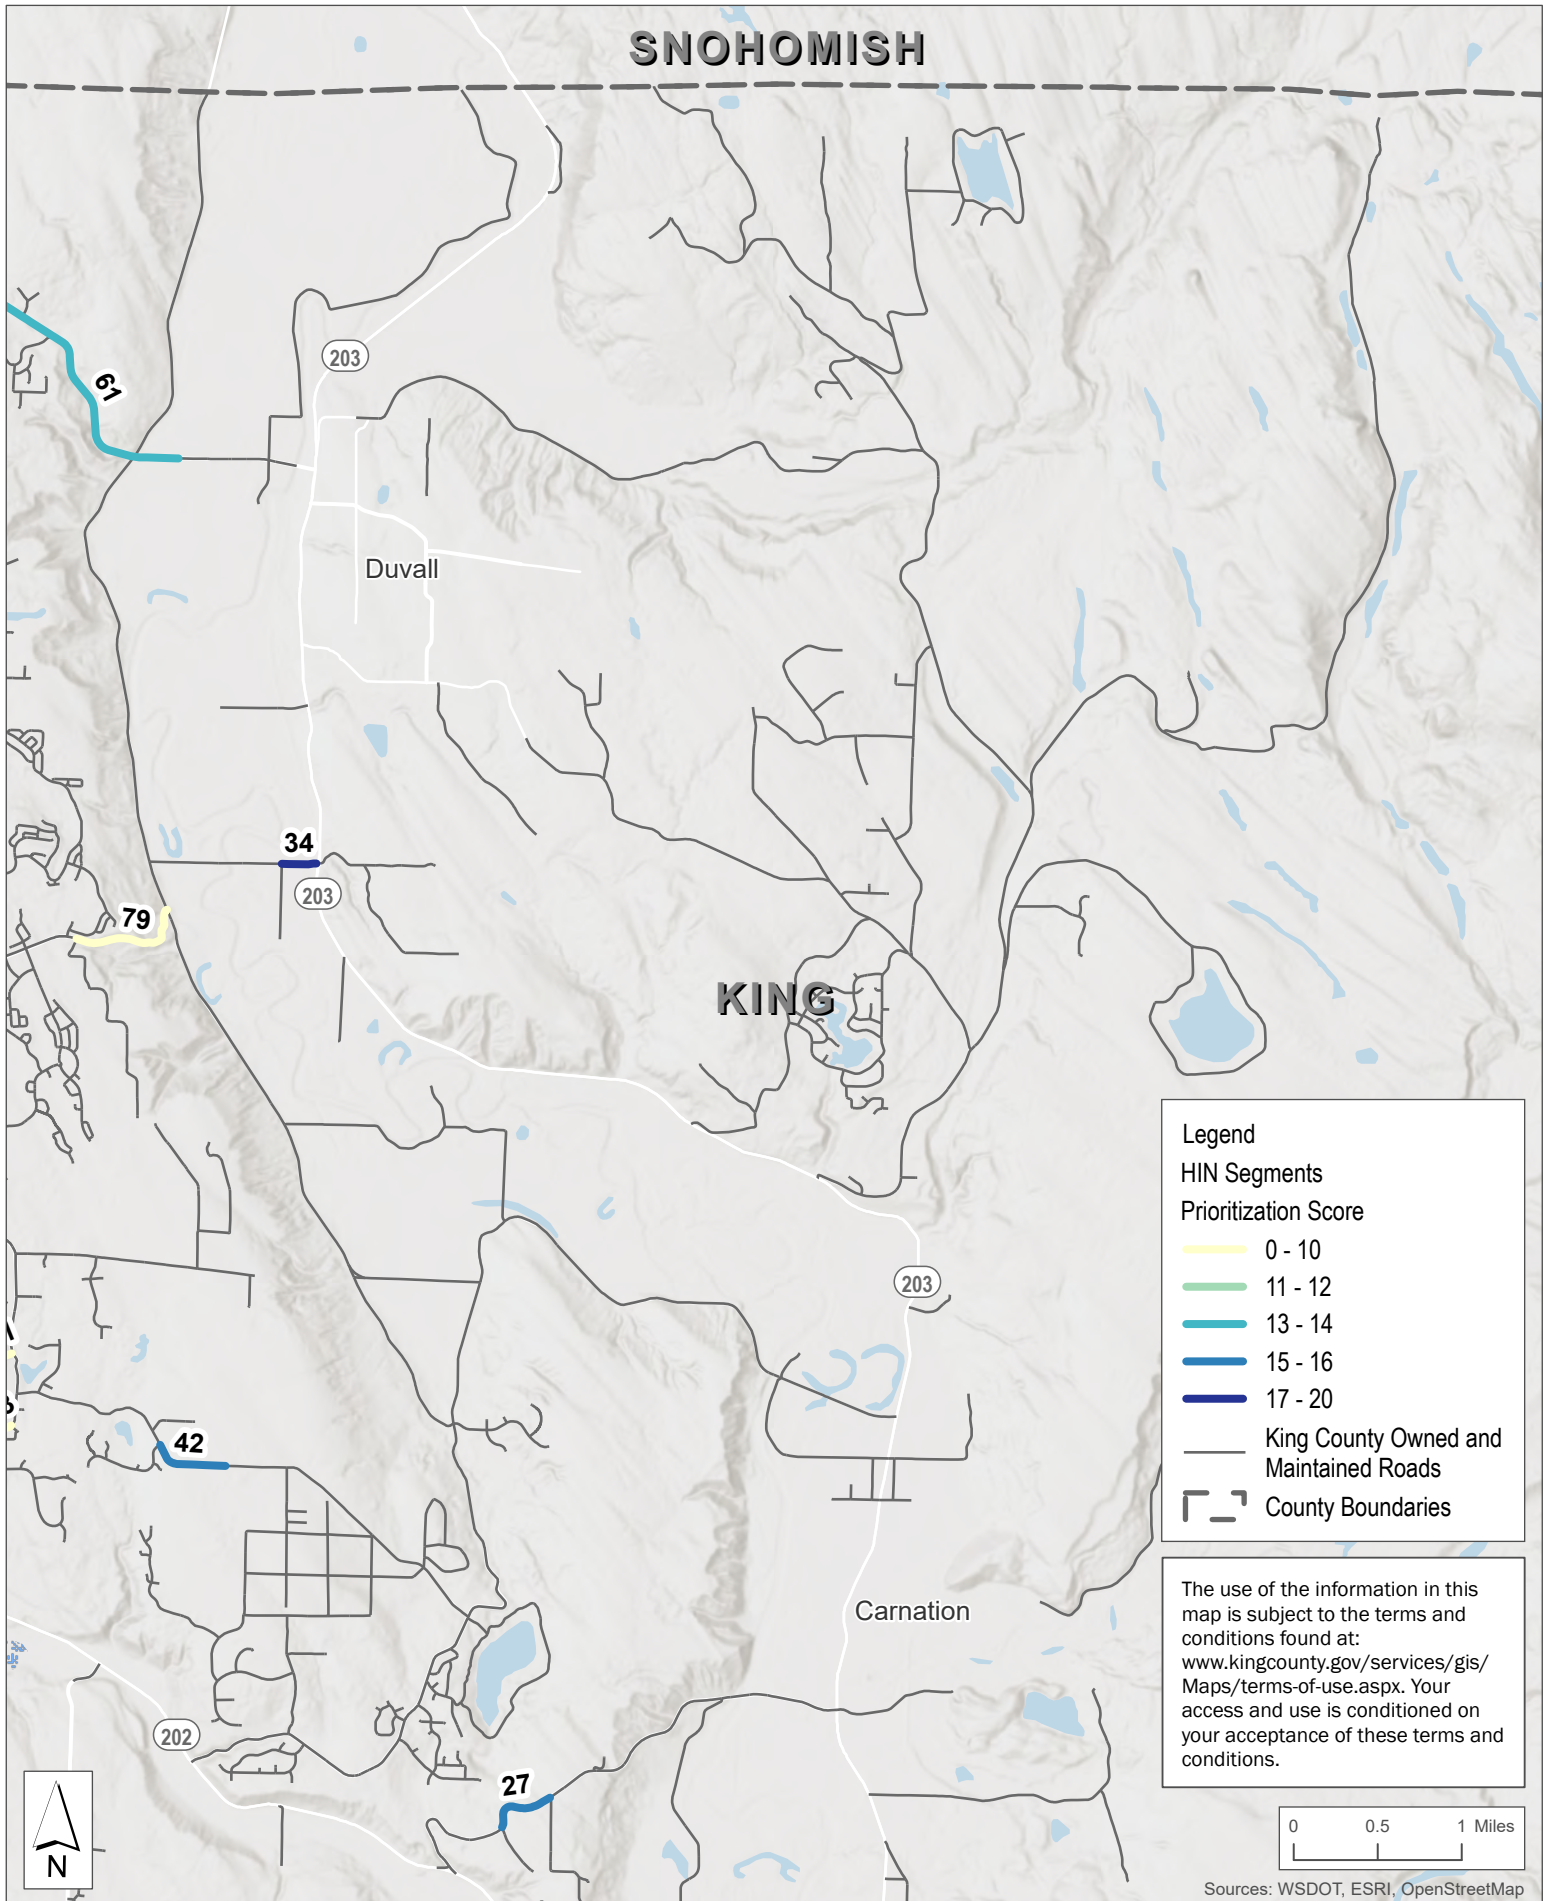 SNOHOMISH
61
203
Duvall
34
203
79
KING
203
42
Carnation
202
27
Legend
HIN Segments
Prioritization Score
0 - 10
11 - 12
13 - 14
15 - 16
17 - 20
King County Owned and
Maintained Roads
County Boundaries
The use of the information in this
map is subject to the terms and
conditions found at:
www.kingcounty.gov/services/gis/
Maps/terms-of-use.aspx. Your
access and use is conditioned on
your acceptance of these terms and
conditions.
N
0 0.5 1 Miles
Sources: WSDOT, ESRI, OpenStreetMap